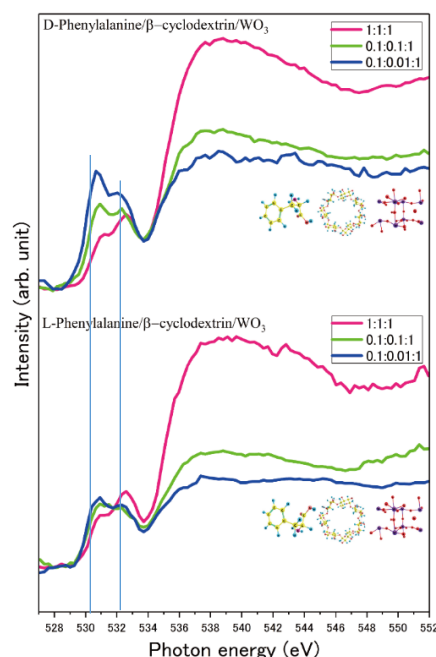 D-Phenylalanine/β-cyclodextrin/WO₃
1:1:1
0.1:0.1:1
0.1:0.01:1
L-Phenylalanine/β-cyclodextrin/WO₃
1:1:1
0.1:0.1:1
0.1:0.01:1
Intensity (arb. unit)
528 530 532 534 536 538 540 542 544 546 548 550 552
Photon energy (eV)